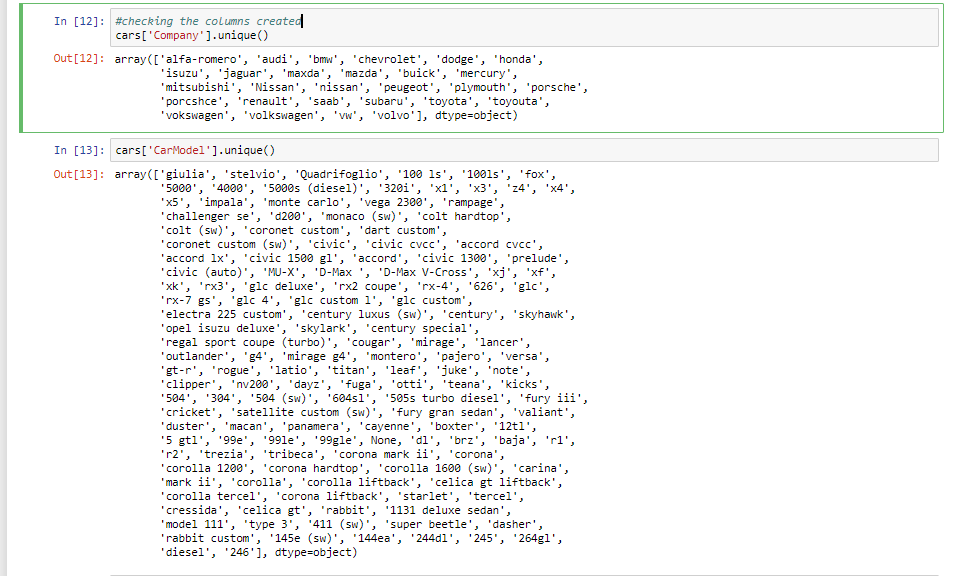 In [12]: #checking the columns created
cars['Company'].unique()
Out[12]: array(['alfa-romero', 'audi', 'bmw', 'chevrolet', 'dodge', 'honda',
'isuzu', 'jaguar', 'maxda', 'mazda', 'buick', 'mercury',
'mitsubishi', 'Nissan', 'nissan', 'peugeot', 'plymouth', 'porsche',
'porcshce', 'renault', 'saab', 'subaru', 'toyota', 'toyouta',
'vokswagen', 'volkswagen', 'vw', 'volvo'], dtype=object)
In [13]: cars['CarModel'].unique()
Out[13]: array(['giulia', 'stelvio', 'Quadrifoglio', '100 ls', '100ls', 'fox',
'5000', '4000', '5000s (diesel)', '320i', 'x1', 'x3', 'z4', 'x4',
'x5', 'impala', 'monte carlo', 'vega 2300', 'rampage',
'challenger se', 'd200', 'monaco (sw)', 'colt hardtop',
'colt (sw)', 'coronet custom', 'dart custom',
'coronet custom (sw)', 'civic', 'civic cvcc', 'accord cvcc',
'accord lx', 'civic 1500 gl', 'accord', 'civic 1300', 'prelude',
'civic (auto)', 'MU-X', 'D-Max ', 'D-Max V-Cross', 'xj', 'xf',
'xk', 'rx3', 'glc deluxe', 'rx2 coupe', 'rx-4', '626', 'glc',
'rx-7 gs', 'glc 4', 'glc custom l', 'glc custom',
'electra 225 custom', 'century luxus (sw)', 'century', 'skyhawk',
'opel isuzu deluxe', 'skylark', 'century special',
'regal sport coupe (turbo)', 'cougar', 'mirage', 'lancer',
'outlander', 'g4', 'mirage g4', 'montero', 'pajero', 'versa',
'gt-r', 'rogue', 'latio', 'titan', 'leaf', 'juke', 'note',
'clipper', 'nv200', 'dayz', 'fuga', 'otti', 'teana', 'kicks',
'504', '304', '504 (sw)', '604sl', '505s turbo diesel', 'fury iii',
'cricket', 'satellite custom (sw)', 'fury gran sedan', 'valiant',
'duster', 'macan', 'panamera', 'cayenne', 'boxter', '12tl',
'5 gtl', '99e', '99le', '99gle', None, 'dl', 'brz', 'baja', 'r1',
'r2', 'trezia', 'tribeca', 'corona mark ii', 'corona',
'corolla 1200', 'corona hardtop', 'corolla 1600 (sw)', 'carina',
'mark ii', 'corolla', 'corolla liftback', 'celica gt liftback',
'corolla tercel', 'corona liftback', 'starlet', 'tercel',
'cressida', 'celica gt', 'rabbit', '1131 deluxe sedan',
'model 111', 'type 3', '411 (sw)', 'super beetle', 'dasher',
'rabbit custom', '145e (sw)', '144ea', '244dl', '245', '264gl',
'diesel', '246'], dtype=object)